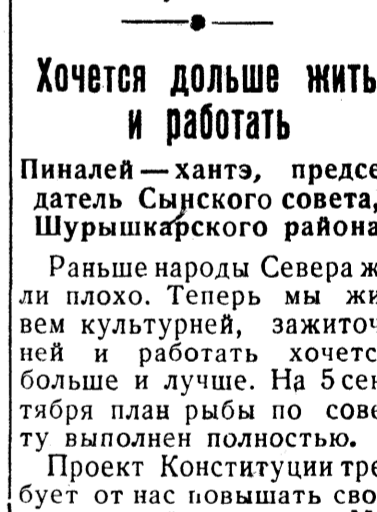 Хочется дольше жить
и работать
Пиналей — хантэ, предсе
датель Сынского совета,
Шурышкарского района
Раньше народы Севера ж
ли плохо. Теперь мы жи
вем культурней, зажиточ
ней и работать хочетс
больше и лучше. На 5 сен
тября план рыбы по сове
ту выполнен полностью.
Проект Конституции тре
бует от нас повышать сво